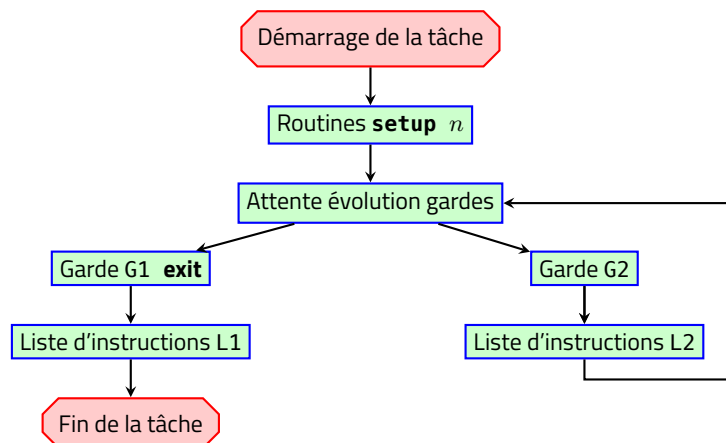 Démarrage de la tâche
Routines setup n
Attente évolution gardes
Garde G1 exit
Garde G2
Liste d'instructions L1
Liste d'instructions L2
Fin de la tâche